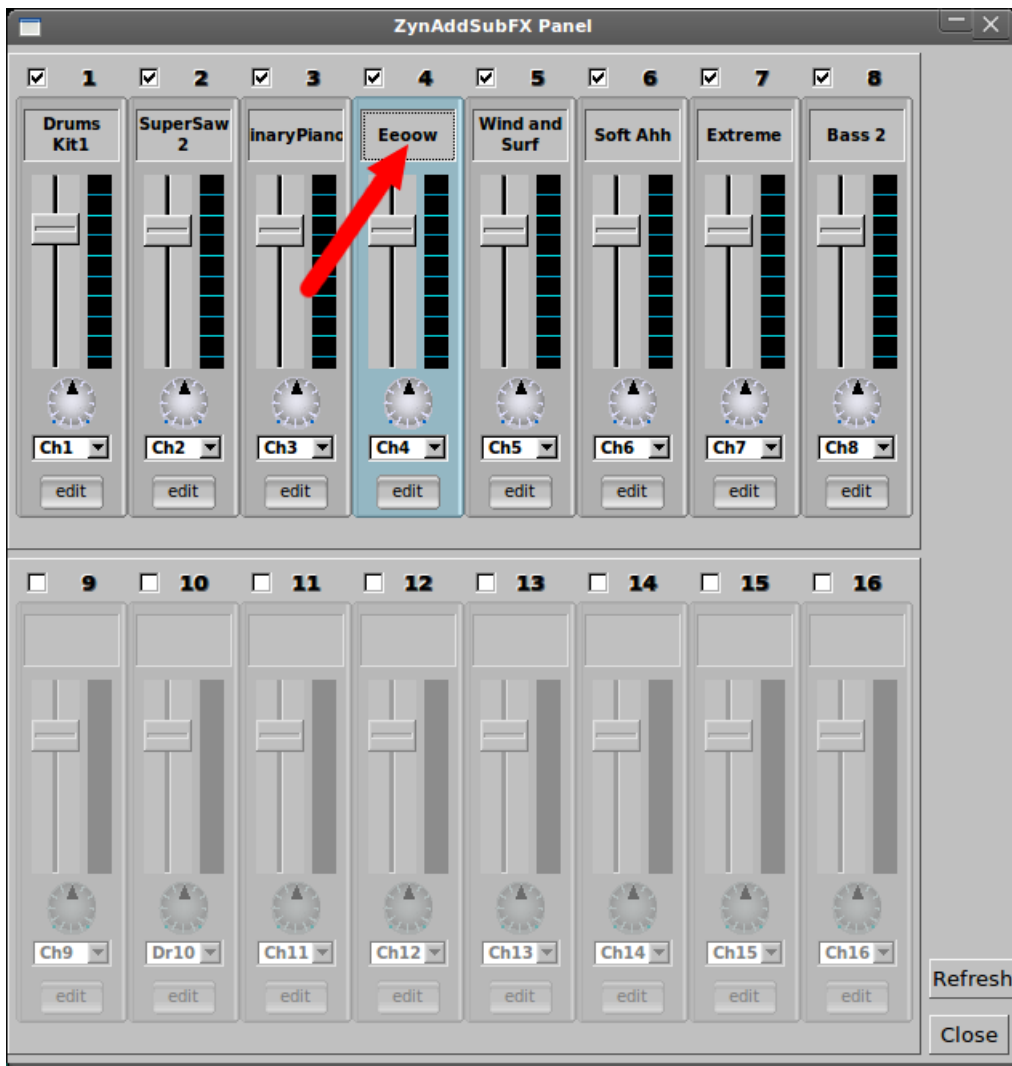 ZynAddSubFX Panel
1 2 3 4 5 6 7 8
Drums Kit1
SuperSaw 2
inaryPiano
Eeoow
Wind and Surf
Soft Ahh
Extreme
Bass 2
Ch1 Ch2 Ch3 Ch4 Ch5 Ch6 Ch7 Ch8
edit edit edit edit edit edit edit edit
9 10 11 12 13 14 15 16
Ch9 Dr10 Ch11 Ch12 Ch13 Ch14 Ch15 Ch16
edit edit edit edit edit edit edit edit
Refresh
Close